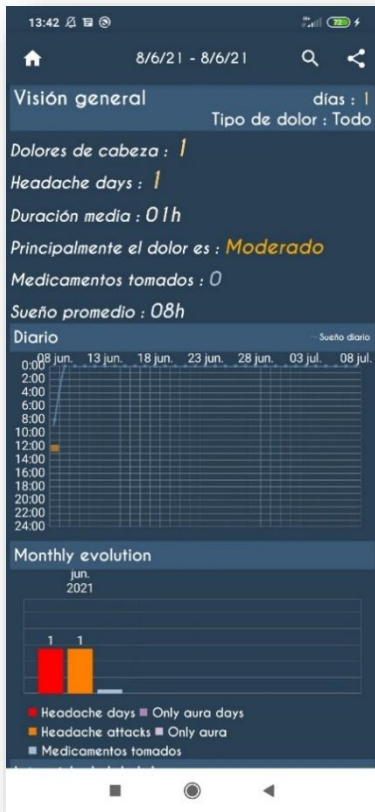 13:42
72
8/6/21 - 8/6/21
Visión general días : 1
Tipo de dolor : Todo
Dolores de cabeza : 1
Headache days : 1
Duración media : 01h
Principalmente el dolor es : Moderado
Medicamentos tomados : 0
Sueño promedio : 08h
Diario Sueño diario
08 jun. 13 jun. 18 jun. 23 jun. 28 jun. 03 jul. 08 jul.
0:00
2:00
4:00
6:00
8:00
10:00
12:00
14:00
16:00
18:00
20:00
22:00
24:00
Monthly evolution
jun.
2021
1 1
Headache days Only aura days
Headache attacks Only aura
Medicamentos tomados